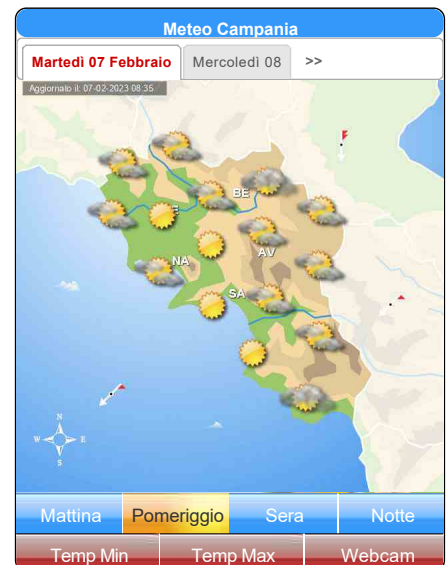 Meteo Campania
Martedì 07 Febbraio Mercoledì 08 >>
Aggiornalo il: 07-02-2023 08:35
BE
E
AV
NA
SA
N
W E
S
Mattina Pomeriggio Sera Notte
Temp Min Temp Max Webcam